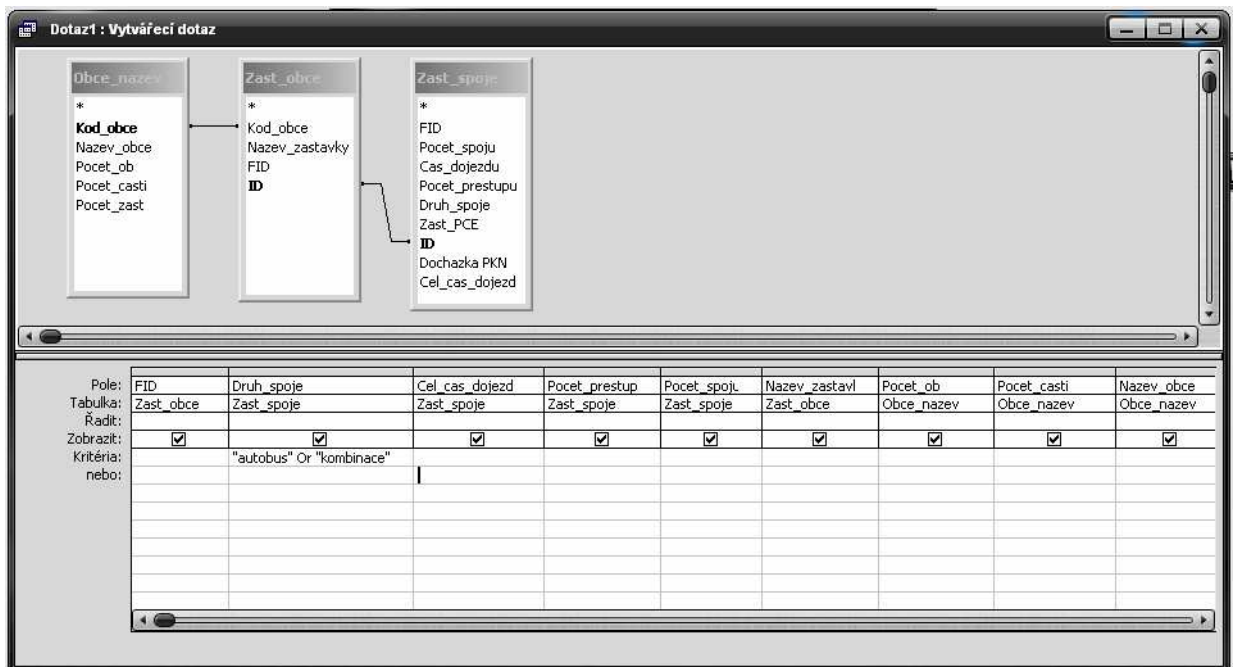 Dotaz1 : Vytvářecí dotaz
Obce_nazev
*
Kod_obce
Nazev_obce
Pocet_ob
Pocet_casti
Pocet_zast
Zast_obce
*
Kod_obce
Nazev_zastavky
FID
ID
Zast_spoje
*
FID
Pocet_spoju
Cas_dojezdu
Pocet_prestupu
Druh_spoje
Zast_PCE
ID
Dochazka PKN
Cel_cas_dojezd
Pole: FID Druh_spoje Cel_cas_dojezd Pocet_prestup Pocet_spoju Nazev_zastavl Pocet_ob Pocet_casti Nazev_obce
Tabulka: Zast_obce Zast_spoje Zast_spoje Zast_spoje Zast_spoje Zast_obce Obce_nazev Obce_nazev Obce_nazev
Řadit:
Zobrazit:
Kritéria: "autobus" Or "kombinace"
nebo: